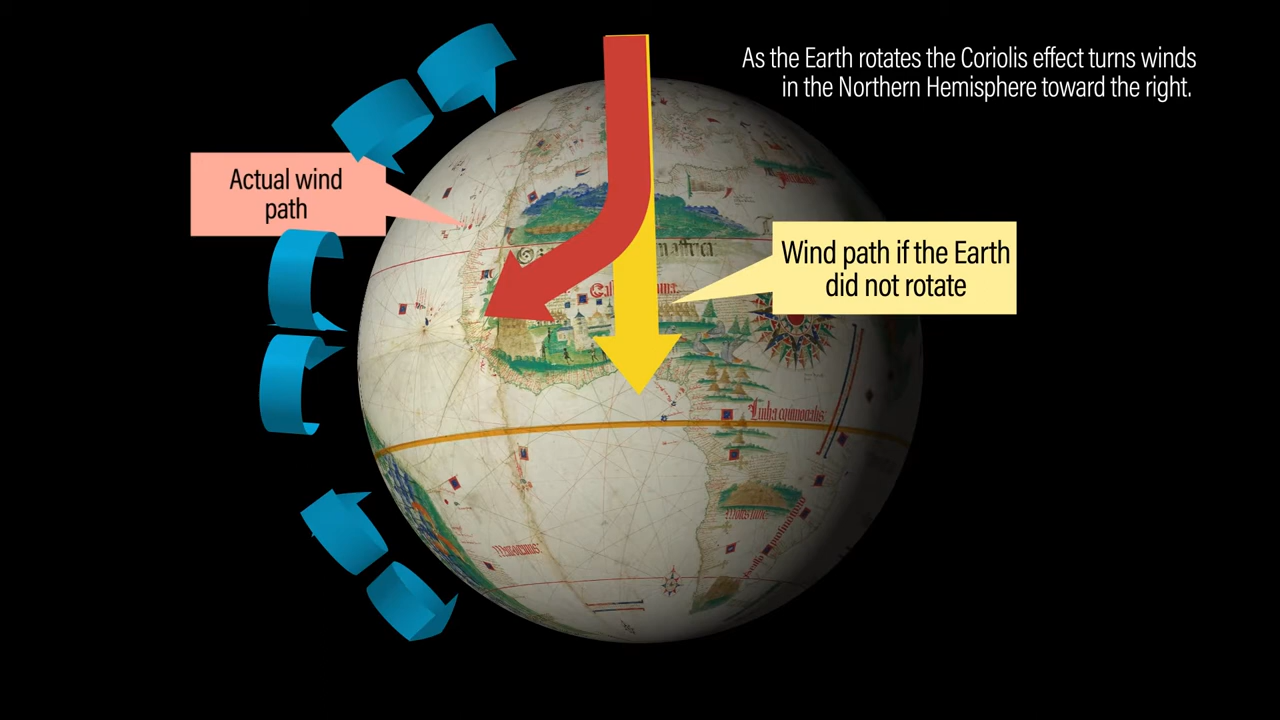 As the Earth rotates the Coriolis effect turns winds
in the Northern Hemisphere toward the right.
Actual wind
path
Wind path if the Earth
did not rotate